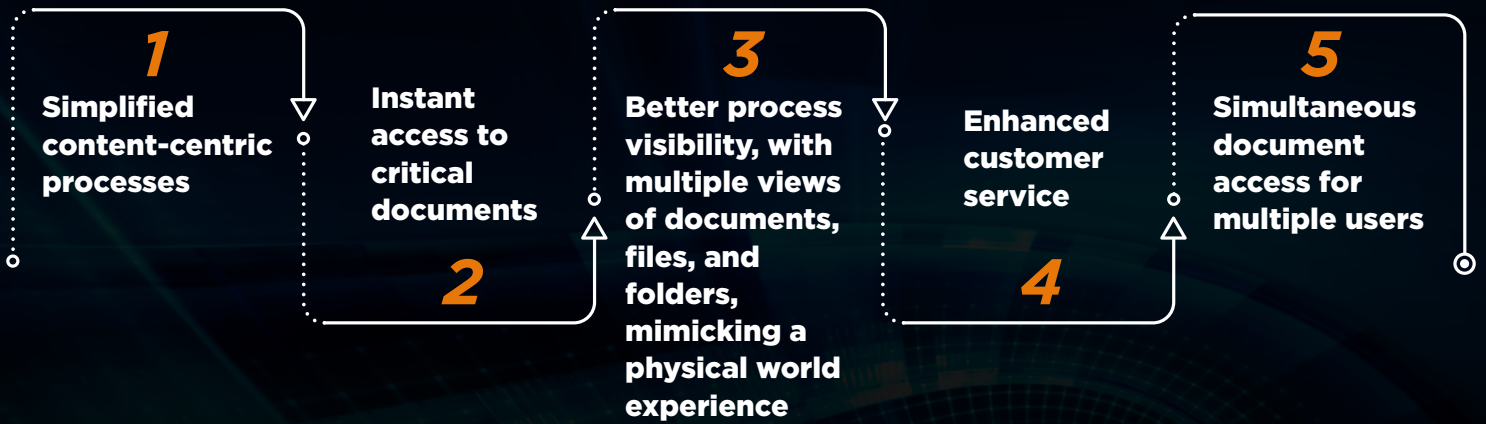 1
Simplified
content-centric
processes
Instant
access to
critical
documents
2
3
Better process
visibility, with
multiple views
of documents,
files, and
folders,
mimicking a
physical world
experience
Enhanced
customer
service
4
5
Simultaneous
document
access for
multiple users